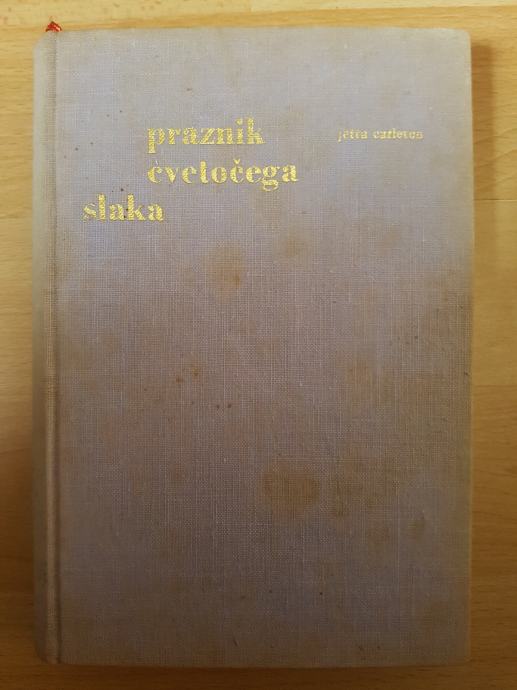 praznik
cvetočega
slaka
jetta carleton